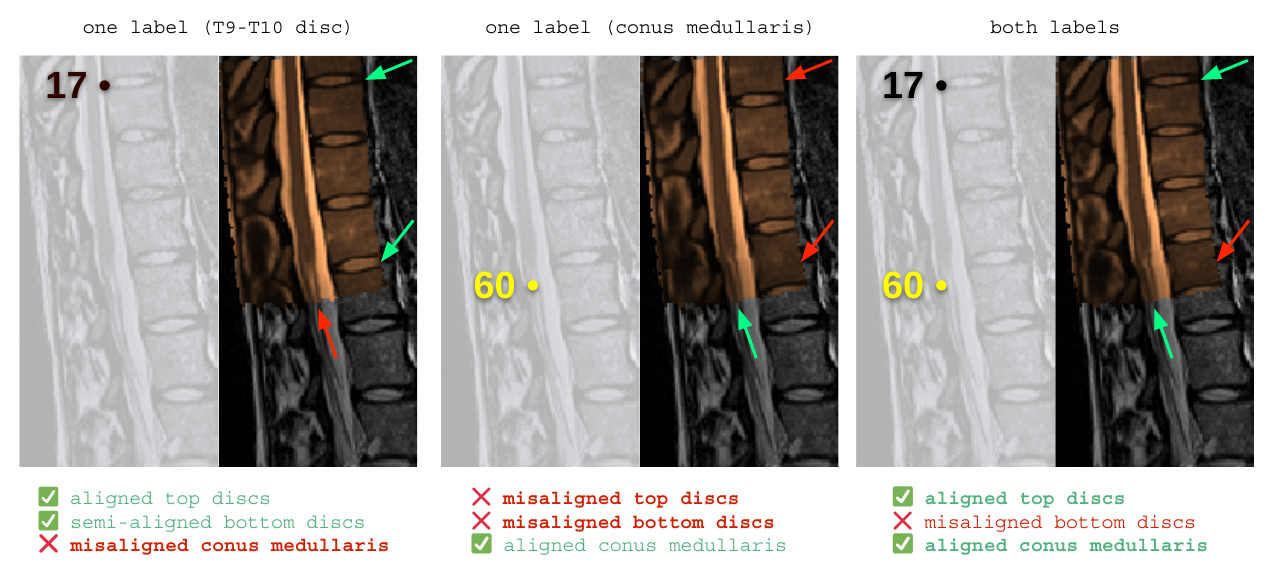 one label (T9-T10 disc)
one label (conus medullaris)
both labels
17
60
17
60
✅ aligned top discs
✅ semi-aligned bottom discs
❌ misaligned conus medullaris
❌ misaligned top discs
❌ misaligned bottom discs
✅ aligned conus medullaris
✅ aligned top discs
❌ misaligned bottom discs
✅ aligned conus medullaris